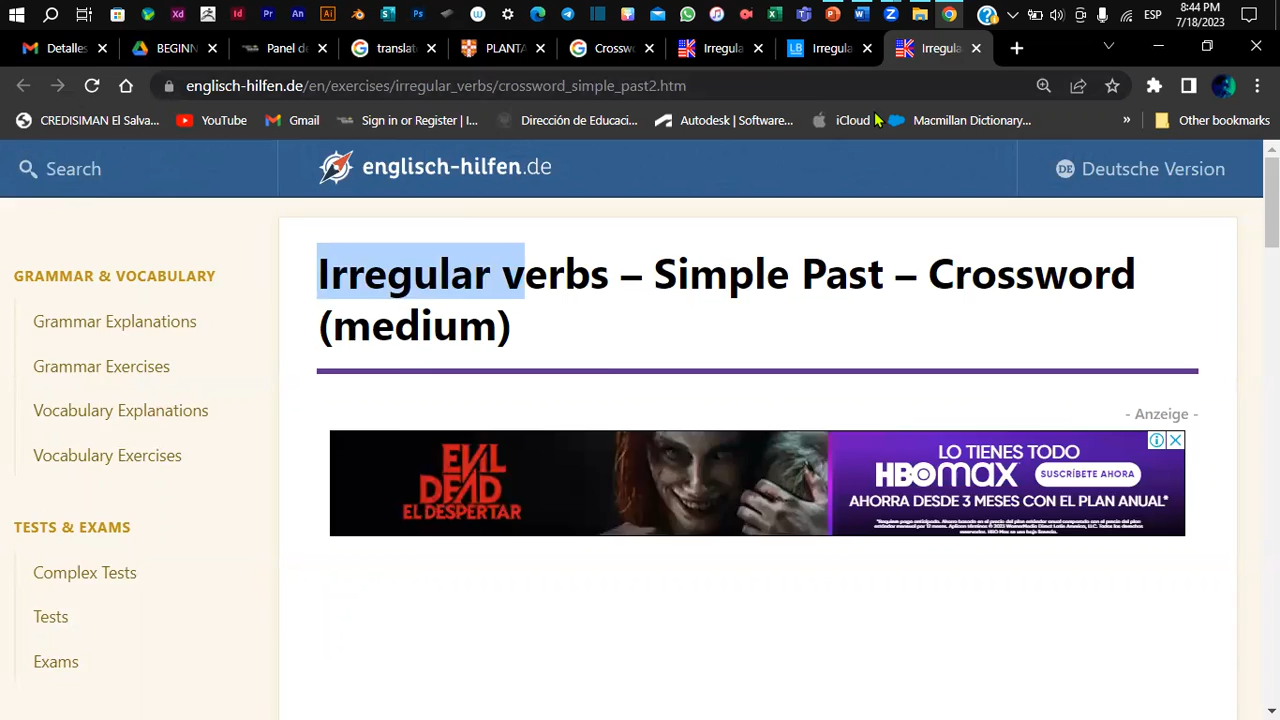 8:44 PM
ESP
7/18/2023
Detalles
BEGINN
Panel de
translat
PLANTA
Crossw
Irregula
Irregula
Irregula
englisch-hilfen.de/en/exercises/irregular_verbs/crossword_simple_past2.htm
CREDISIMAN El Salva...
YouTube
Gmail
Sign in or Register | I...
Dirección de Educaci...
Autodesk | Software...
iCloud
Macmillan Dictionary...
»
Other bookmarks
Search
englisch-hilfen.de
DE Deutsche Version
GRAMMAR & VOCABULARY
Grammar Explanations
Grammar Exercises
Vocabulary Explanations
Vocabulary Exercises
TESTS & EXAMS
Complex Tests
Tests
Exams
Irregular verbs – Simple Past – Crossword
(medium)
- Anzeige -
EVIL
DEAD
EL DESPERTAR
LO TIENES TODO
HBOmax
SUSCRÍBETE AHORA
AHORA DESDE 3 MESES CON EL PLAN ANUAL*